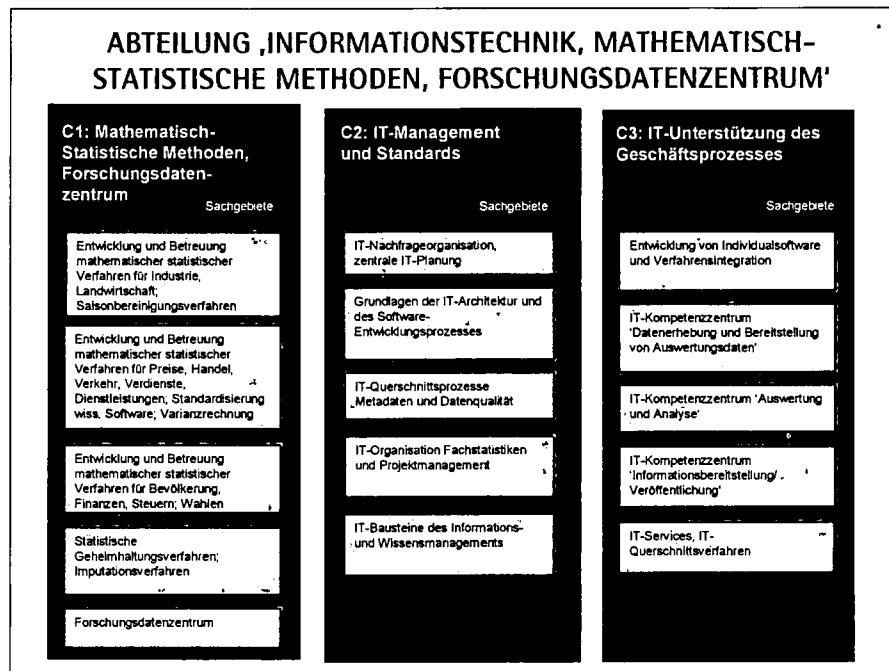 ABTEILUNG ‚INFORMATIONSTECHNIK, MATHEMATISCH-
STATISTISCHE METHODEN, FORSCHUNGSDATENZENTRUM'
C1: Mathematisch-
Statistische Methoden,
Forschungsdaten-
zentrum
Sachgebiete
Entwicklung und Betreuung
mathematischer statistischer
Verfahren für Industrie,
Landwirtschaft;
Saisonbereinigungsverfahren
Entwicklung und Betreuung
mathematischer statistischer
Verfahren für Preise, Handel,
Verkehr, Verdienste,
Dienstleistungen; Standardisierung
wiss. Software; Varianzrechnung
Entwicklung und Betreuung
mathematischer statistischer
Verfahren für Bevölkerung,
Finanzen, Steuern; Wahlen
Statistische
Geheimhaltungsverfahren;
Imputationsverfahren
Forschungsdatenzentrum
C2: IT-Management
und Standards
Sachgebiete
IT-Nachfrageorganisation,
zentrale IT-Planung
Grundlagen der IT-Architektur und
des Software-
Entwicklungsprozesses
IT-Querschnittsprozesse
Metadaten und Datenqualität
IT-Organisation Fachstatistiken
und Projektmanagement
IT-Bausteine des Informations-
und Wissensmanagements
C3: IT-Unterstützung des
Geschäftsprozesses
Sachgebiete
Entwicklung von Individualsoftware
und Verfahrensintegration
IT-Kompetenzzentrum
'Datenerhebung und Bereitstellung
von Auswertungsdaten'
IT-Kompetenzzentrum 'Auswertung
und Analyse'
IT-Kompetenzzentrum
'Informationsbereitstellung/
Veröffentlichung'
IT-Services, IT-
Querschnittsverfahren